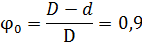 φ₀ = (D − d) / D = 0,9